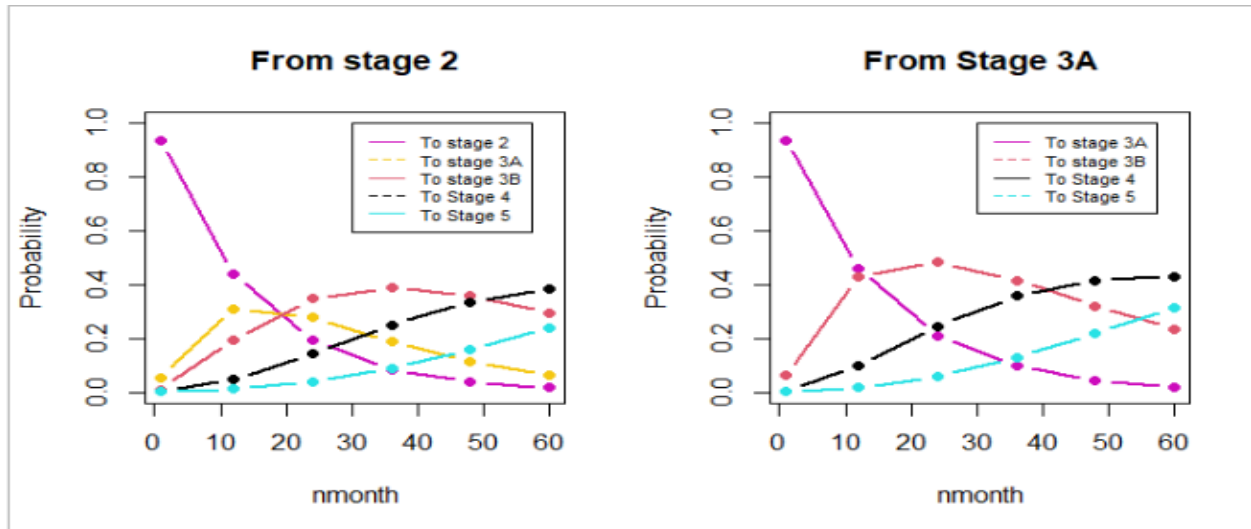 From stage 2
Probability
0.0 0.2 0.4 0.6 0.8 1.0
To stage 2
To stage 3A
To stage 3B
To Stage 4
To Stage 5
0 10 20 30 40 50 60
nmonth
From Stage 3A
Probability
0.0 0.2 0.4 0.6 0.8 1.0
To stage 3A
To stage 3B
To Stage 4
To Stage 5
0 10 20 30 40 50 60
nmonth